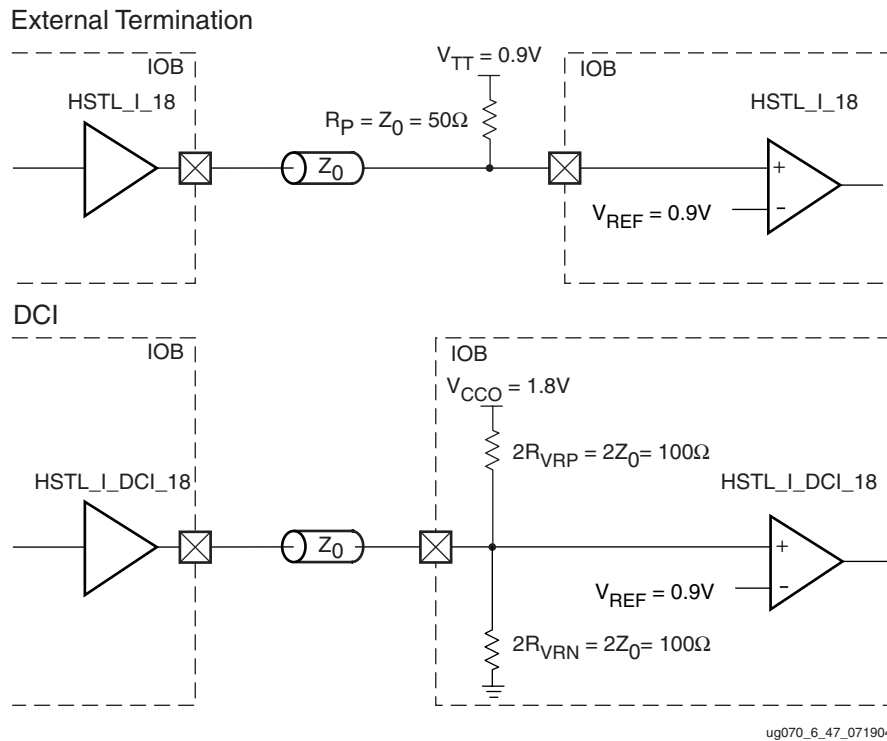 External Termination
IOB
HSTL_I_18
V_TT = 0.9V
R_P = Z_0 = 50Ω
Z_0
IOB
HSTL_I_18
+
V_REF = 0.9V
–
DCI
IOB
HSTL_I_DCI_18
Z_0
IOB
V_CCO = 1.8V
2R_VRP = 2Z_0= 100Ω
HSTL_I_DCI_18
+
V_REF = 0.9V
–
2R_VRN = 2Z_0= 100Ω
ug070_6_47_071904